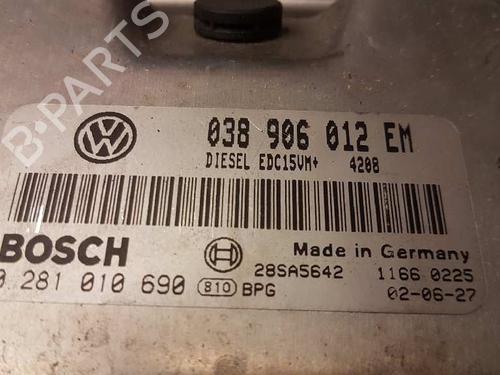 B-PARTS
038 906 012 EM
DIESEL EDC15VM+ 4208
BOSCH
Made in Germany
28SA5642 1166 0225
0 281 010 690 810 BPG 02-06-27